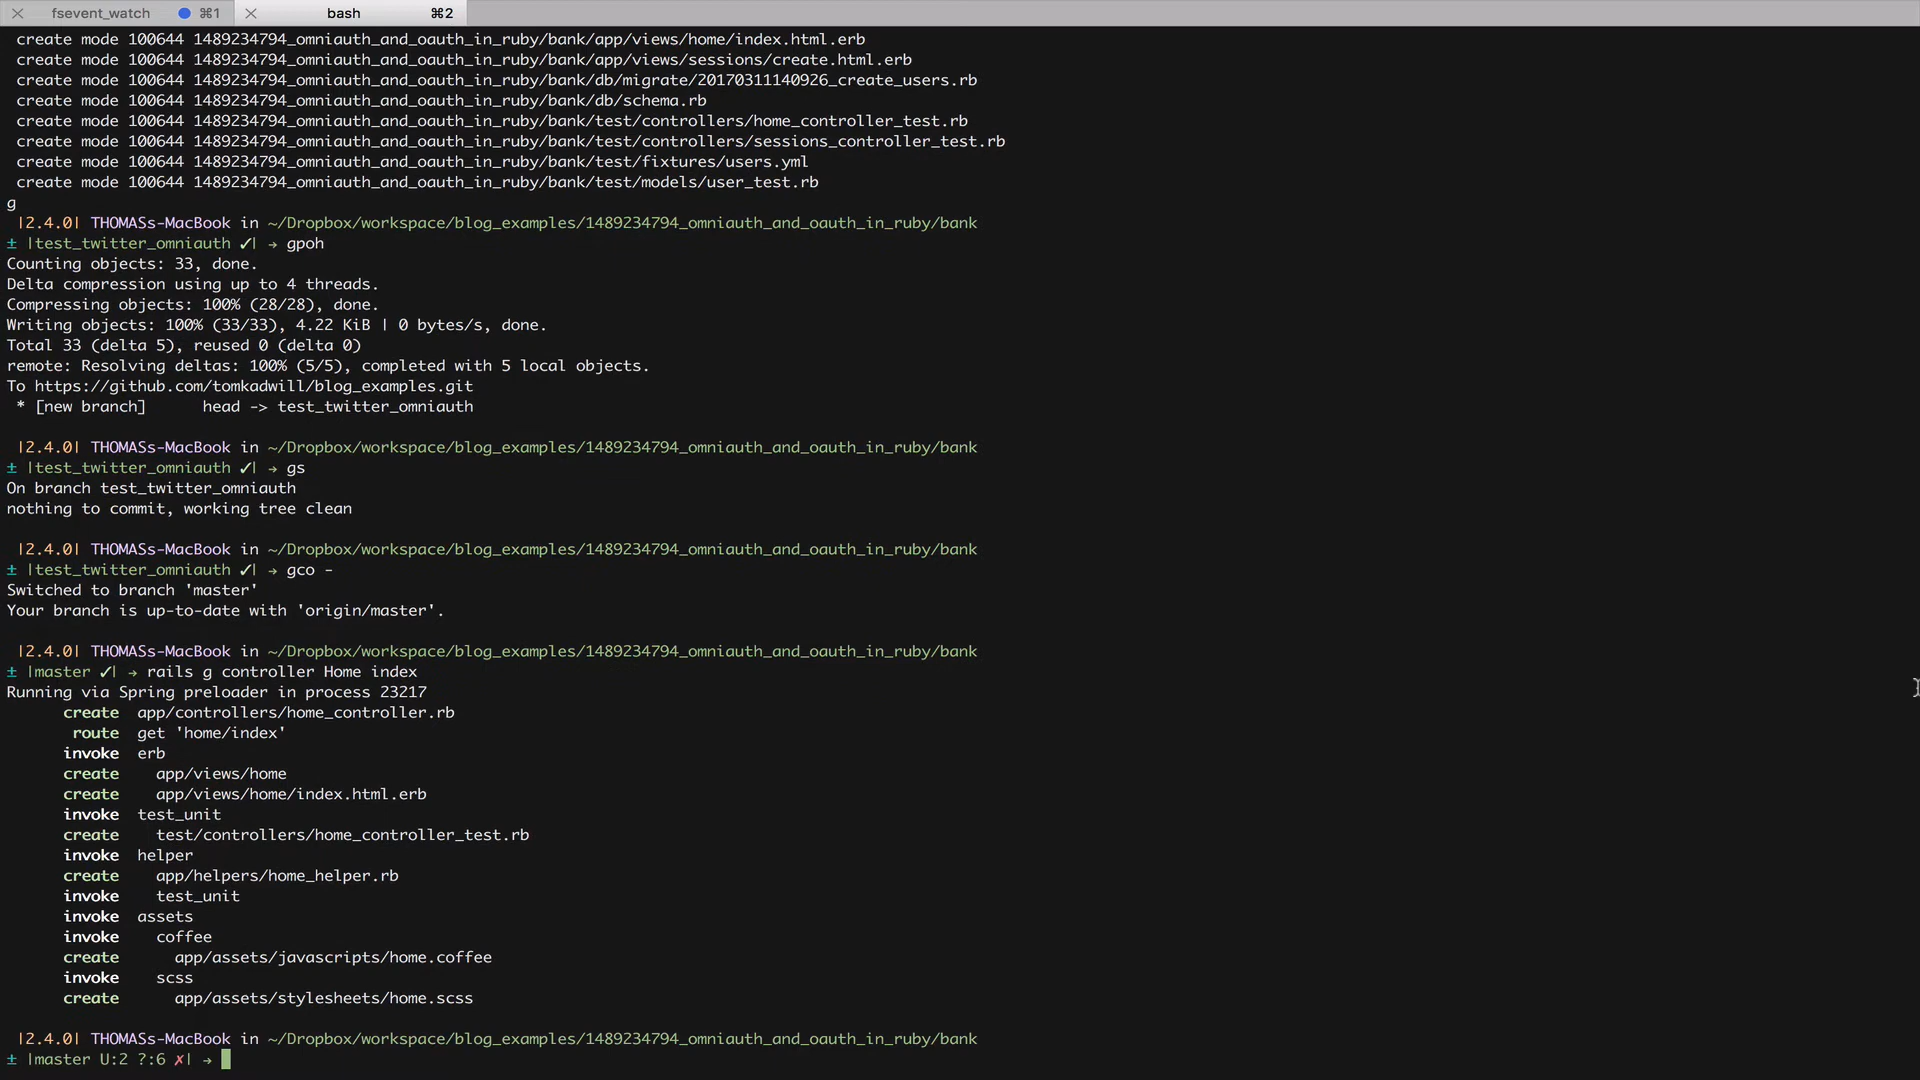 fsevent_watch ⌘1 bash ⌘2
create mode 100644 1489234794_omniauth_and_oauth_in_ruby/bank/app/views/home/index.html.erb
create mode 100644 1489234794_omniauth_and_oauth_in_ruby/bank/app/views/sessions/create.html.erb
create mode 100644 1489234794_omniauth_and_oauth_in_ruby/bank/db/migrate/20170311140926_create_users.rb
create mode 100644 1489234794_omniauth_and_oauth_in_ruby/bank/db/schema.rb
create mode 100644 1489234794_omniauth_and_oauth_in_ruby/bank/test/controllers/home_controller_test.rb
create mode 100644 1489234794_omniauth_and_oauth_in_ruby/bank/test/controllers/sessions_controller_test.rb
create mode 100644 1489234794_omniauth_and_oauth_in_ruby/bank/test/fixtures/users.yml
create mode 100644 1489234794_omniauth_and_oauth_in_ruby/bank/test/models/user_test.rb
g
|2.4.0| THOMASs-MacBook in ~/Dropbox/workspace/blog_examples/1489234794_omniauth_and_oauth_in_ruby/bank
± |test_twitter_omniauth ✓| → gpoh
Counting objects: 33, done.
Delta compression using up to 4 threads.
Compressing objects: 100% (28/28), done.
Writing objects: 100% (33/33), 4.22 KiB | 0 bytes/s, done.
Total 33 (delta 5), reused 0 (delta 0)
remote: Resolving deltas: 100% (5/5), completed with 5 local objects.
To https://github.com/tomkadwill/blog_examples.git
* [new branch]      head -> test_twitter_omniauth
|2.4.0| THOMASs-MacBook in ~/Dropbox/workspace/blog_examples/1489234794_omniauth_and_oauth_in_ruby/bank
± |test_twitter_omniauth ✓| → gs
On branch test_twitter_omniauth
nothing to commit, working tree clean
|2.4.0| THOMASs-MacBook in ~/Dropbox/workspace/blog_examples/1489234794_omniauth_and_oauth_in_ruby/bank
± |test_twitter_omniauth ✓| → gco -
Switched to branch 'master'
Your branch is up-to-date with 'origin/master'.
|2.4.0| THOMASs-MacBook in ~/Dropbox/workspace/blog_examples/1489234794_omniauth_and_oauth_in_ruby/bank
± |master ✓| → rails g controller Home index
Running via Spring preloader in process 23217
create  app/controllers/home_controller.rb
route  get 'home/index'
invoke  erb
create    app/views/home
create    app/views/home/index.html.erb
invoke  test_unit
create    test/controllers/home_controller_test.rb
invoke  helper
create    app/helpers/home_helper.rb
invoke    test_unit
invoke  assets
invoke    coffee
create      app/assets/javascripts/home.coffee
invoke    scss
create      app/assets/stylesheets/home.scss
|2.4.0| THOMASs-MacBook in ~/Dropbox/workspace/blog_examples/1489234794_omniauth_and_oauth_in_ruby/bank
± |master U:2 ?:6 ✗| →